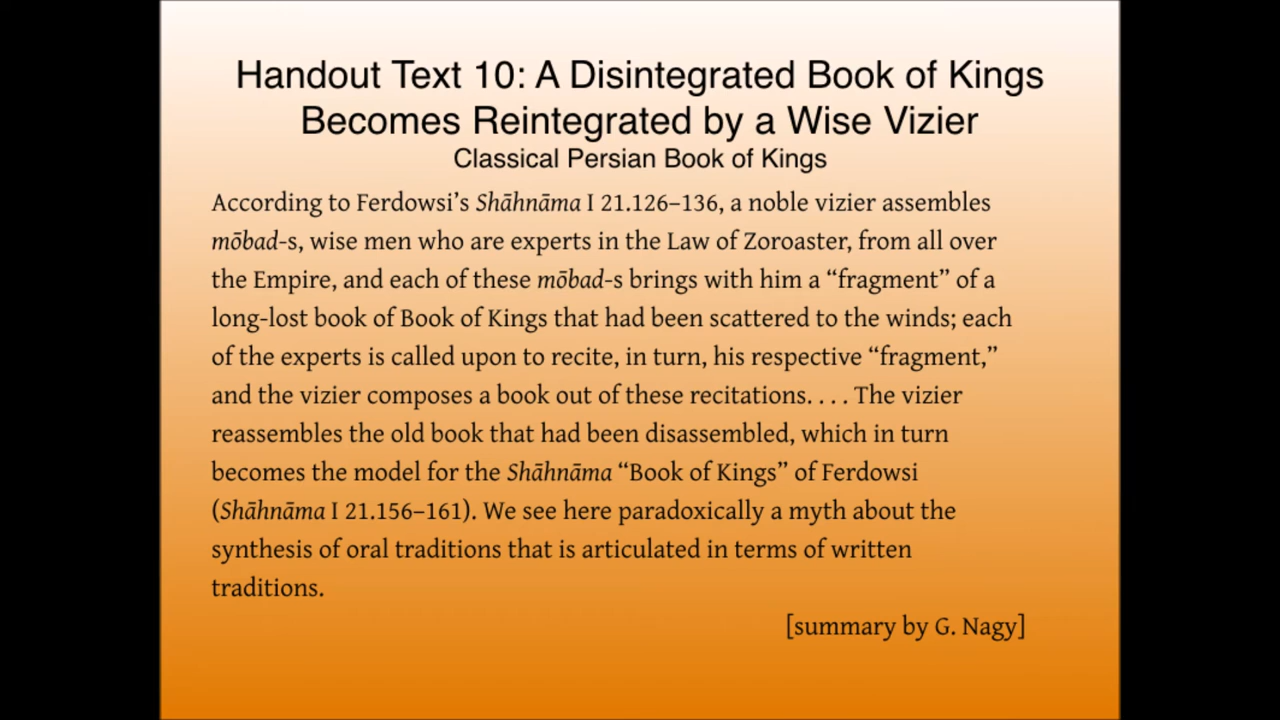 Handout Text 10: A Disintegrated Book of Kings
Becomes Reintegrated by a Wise Vizier
Classical Persian Book of Kings
According to Ferdowsi’s Shāhnāma I 21.126–136, a noble vizier assembles
mōbad-s, wise men who are experts in the Law of Zoroaster, from all over
the Empire, and each of these mōbad-s brings with him a “fragment” of a
long-lost book of Book of Kings that had been scattered to the winds; each
of the experts is called upon to recite, in turn, his respective “fragment,”
and the vizier composes a book out of these recitations. . . . The vizier
reassembles the old book that had been disassembled, which in turn
becomes the model for the Shāhnāma “Book of Kings” of Ferdowsi
(Shāhnāma I 21.156–161). We see here paradoxically a myth about the
synthesis of oral traditions that is articulated in terms of written
traditions.
[summary by G. Nagy]